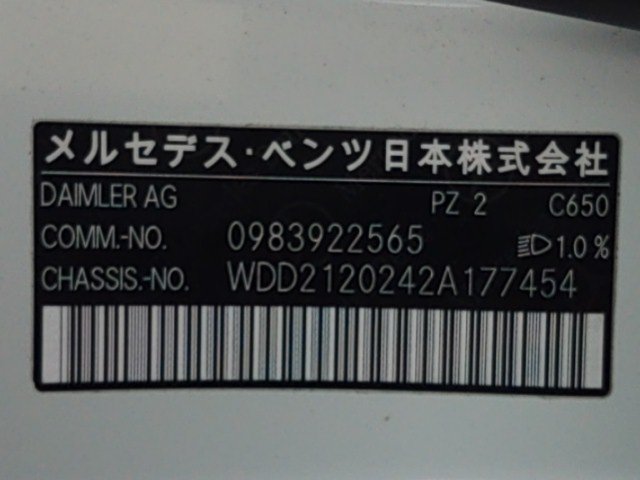 メルセデス・ベンツ日本株式会社
DAIMLER AG PZ 2 C650
COMM.-NO. 0983922565 1.0%
CHASSIS.-NO. WDD2120242A177454